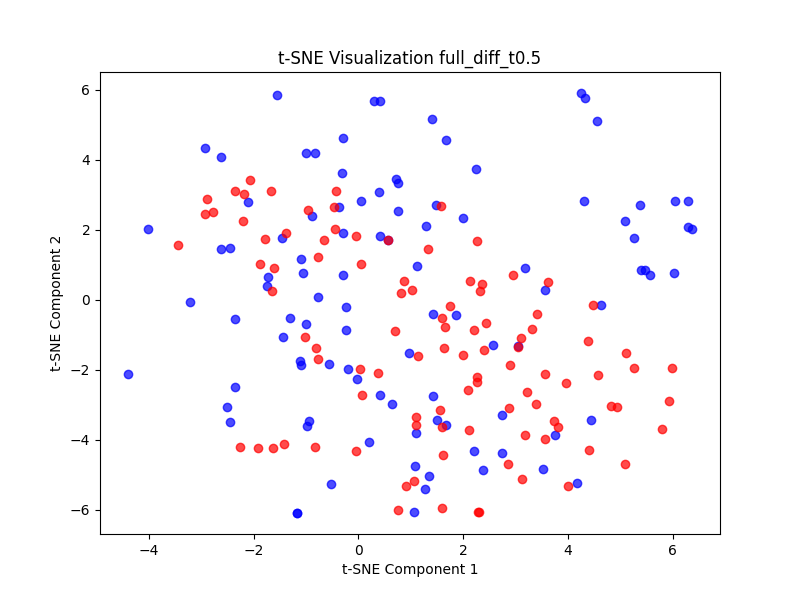 t-SNE Visualization full_diff_t0.5
6
4
2
0
−2
−4
−6
t-SNE Component 2
−4 −2 0 2 4 6
t-SNE Component 1